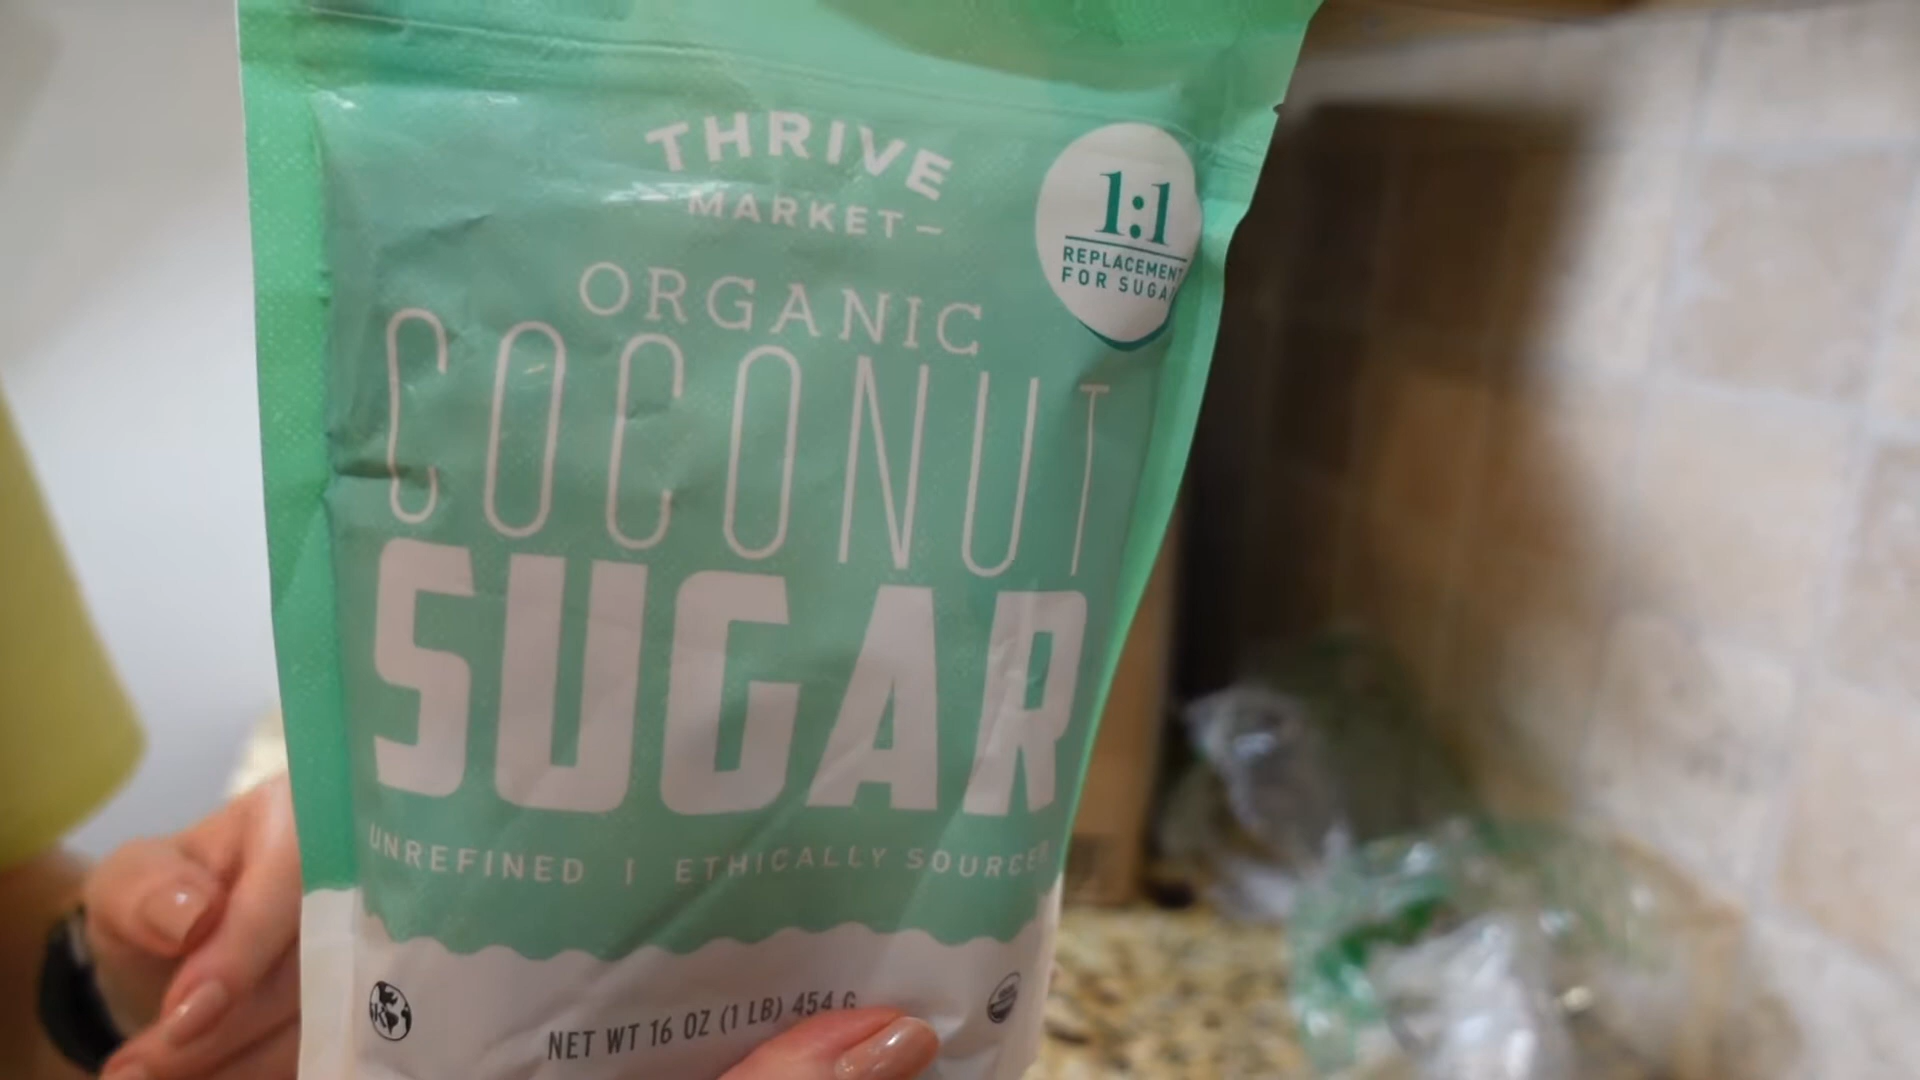 THRIVE
MARKET
1:1
REPLACEMENT
FOR SUGAR
ORGANIC
COCONUT
SUGAR
UNREFINED | ETHICALLY SOURCED
NET WT 16 OZ (1 LB) 454 G